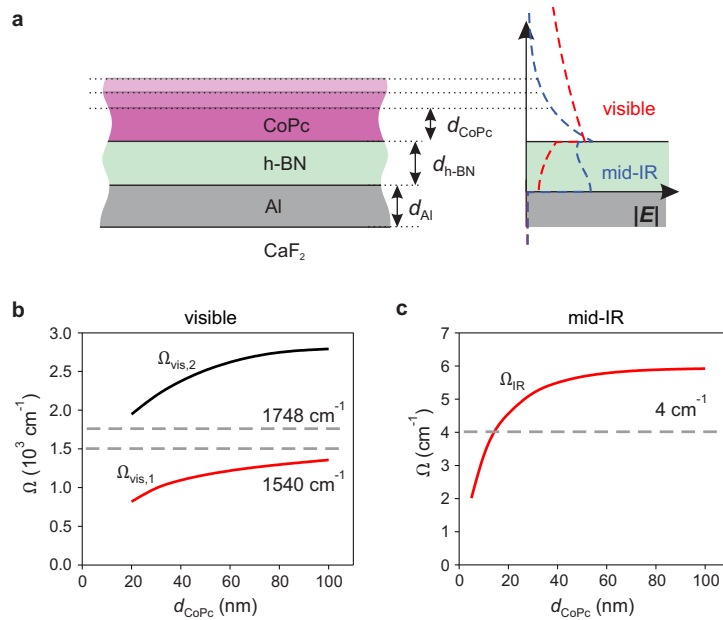 a
CoPc
h-BN
Al
CaF₂
d_CoPc
d_h-BN
d_Al
visible
mid-IR
|E|
b
visible
3.0
2.5
2.0
1.5
1.0
0.5
0.0
Ω (10³ cm⁻¹)
Ω_vis,2
1748 cm⁻¹
Ω_vis,1
1540 cm⁻¹
0 20 40 60 80 100
d_CoPc (nm)
c
mid-IR
7
6
5
4
3
2
1
0
Ω (cm⁻¹)
Ω_IR
4 cm⁻¹
0 20 40 60 80 100
d_CoPc (nm)